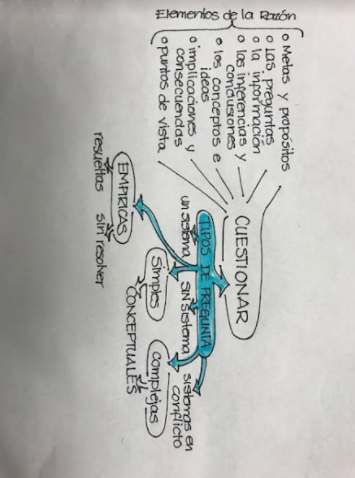 Elementos de la Razón
o Metas y propósitos
o Las preguntas
o la información
o las inferencias y
conclusiones
o los conceptos e
ideas
o implicaciones y
consecuencias
o puntos de vista
CUESTIONAR
TIPOS DE PREGUNTA
un sistema
SIN sistema
sistemas en
conflicto
EMPIRICAS
resueltas
sin resolver
Simples
complejas
CONCEPTUALES